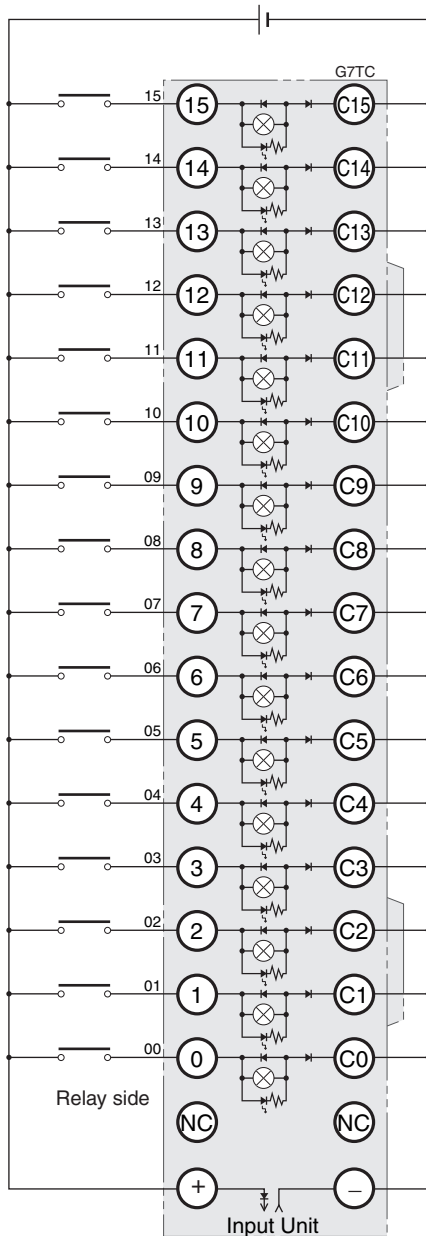 G7TC
15 15 C15
14 14 C14
13 13 C13
12 12 C12
11 11 C11
10 10 C10
09 9 C9
08 8 C8
07 7 C7
06 6 C6
05 5 C5
04 4 C4
03 3 C3
02 2 C2
01 1 C1
00 0 C0
Relay side
NC NC
+ −
Input Unit